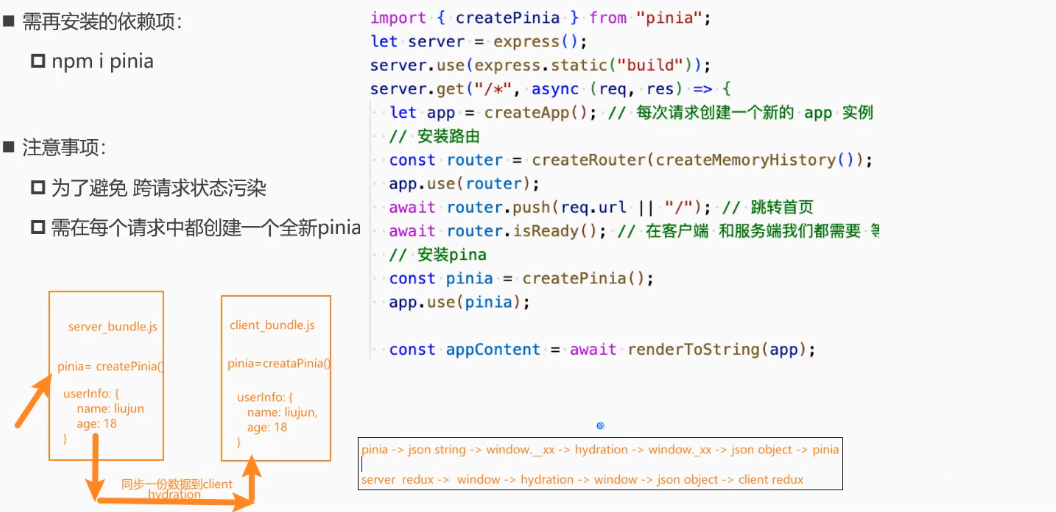 需再安装的依赖项：
npm i pinia
注意事项：
为了避免 跨请求状态污染
需在每个请求中都创建一个全新pinia
import { createPinia } from "pinia";
let server = express();
server.use(express.static("build"));
server.get("/*", async (req, res) => {
let app = createApp(); // 每次请求创建一个新的 app 实例
// 安装路由
const router = createRouter(createMemoryHistory());
app.use(router);
await router.push(req.url || "/"); // 跳转首页
await router.isReady(); // 在客户端 和服务端我们都需要
// 安装pina
const pinia = createPinia();
app.use(pinia);
const appContent = await renderToString(app);
server_bundle.js
pinia= createPinia()
userInfo: {
name: liujun
age: 18
}
client_bundle.js
pinia=creataPinia()
userInfo: {
name: liujun,
age: 18
}
同步一份数据到client
hydration
pinia -> json string -> window.__xx -> hydration -> window._xx -> json object -> pinia
server redux -> window -> hydration -> window -> json object -> client redux